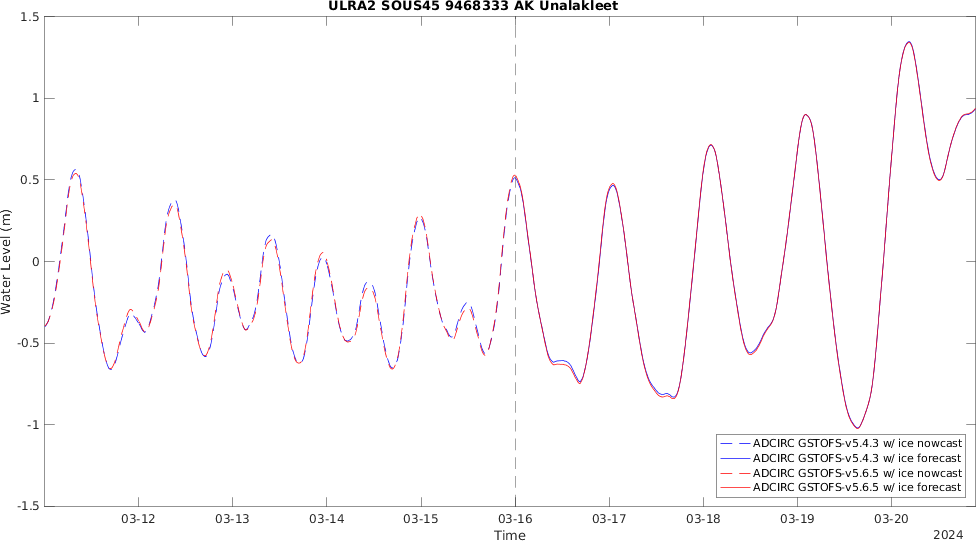 ULRA2 SOUS45 9468333 AK Unalakleet
1.5
1
0.5
0
-0.5
-1
-1.5
Water Level (m)
ADCIRC GSTOFS-v5.4.3 w/ ice nowcast
ADCIRC GSTOFS-v5.4.3 w/ ice forecast
ADCIRC GSTOFS-v5.6.5 w/ ice nowcast
ADCIRC GSTOFS-v5.6.5 w/ ice forecast
03-12 03-13 03-14 03-15 03-16 03-17 03-18 03-19 03-20
Time
2024